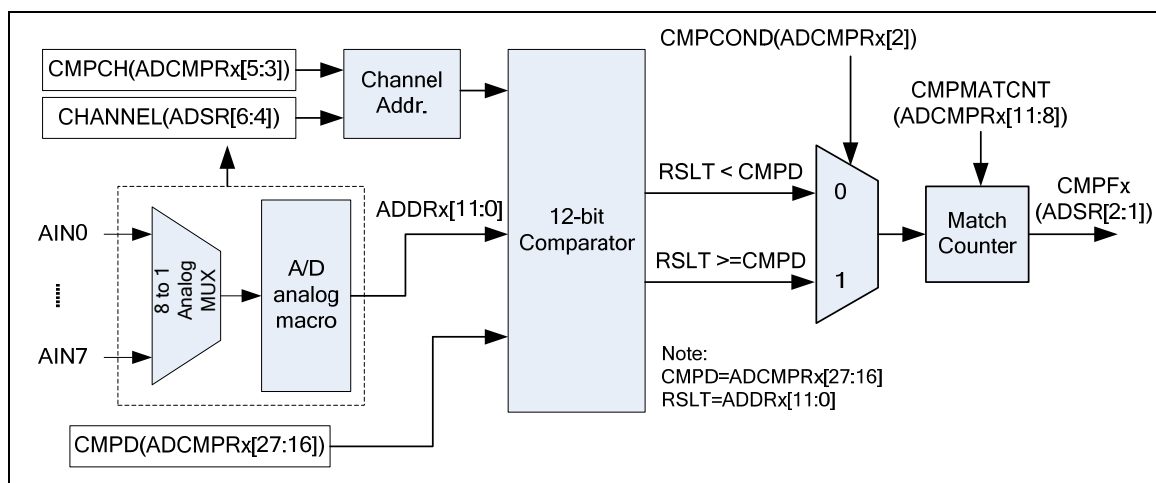 CMPCH(ADCMPRx[5:3])
CHANNEL(ADSR[6:4])
Channel
Addr.
CMPCOND(ADCMPRx[2])
CMPMATCNT
(ADCMPRx[11:8])
AIN0
AIN7
8 to 1
Analog
MUX
A/D
analog
macro
ADDRx[11:0]
12-bit
Comparator
RSLT < CMPD
RSLT >=CMPD
0
1
Match
Counter
CMPFx
(ADSR[2:1])
Note:
CMPD=ADCMPRx[27:16]
RSLT=ADDRx[11:0]
CMPD(ADCMPRx[27:16])